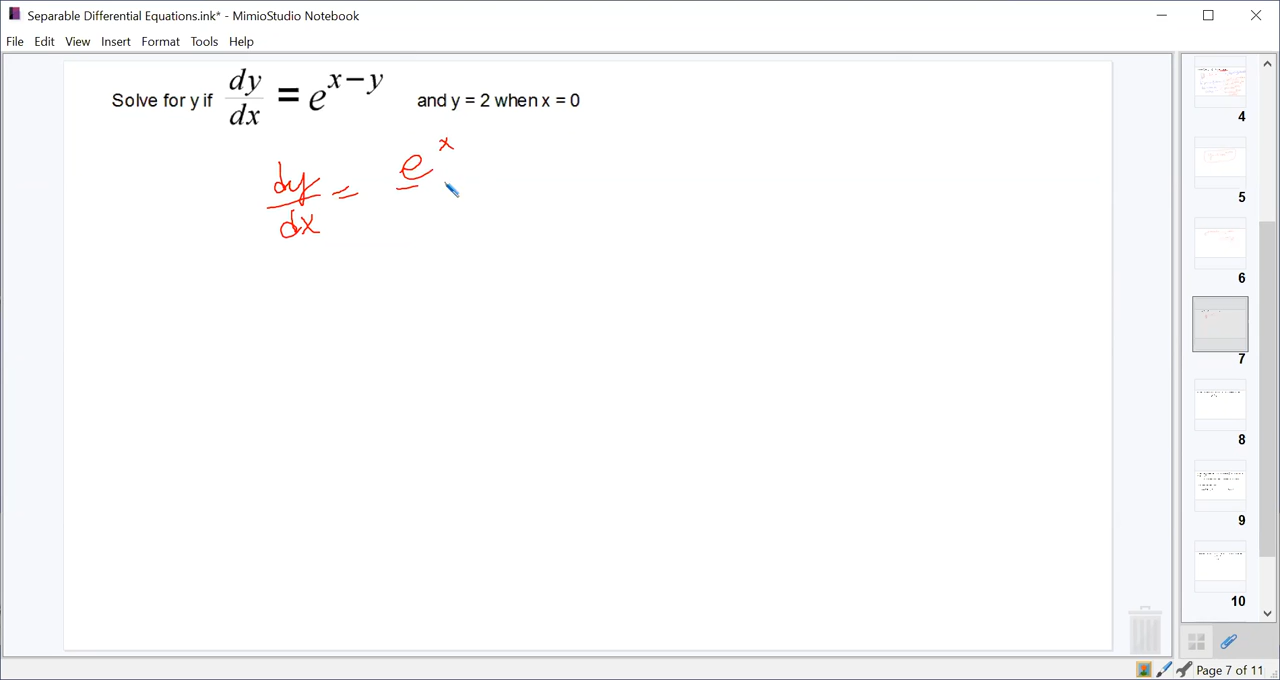 Separable Differential Equations.ink* - MimioStudio Notebook
File Edit View Insert Format Tools Help
Solve for y if dy/dx = e^(x−y) and y = 2 when x = 0
dy/dx = e^x
4
5
6
7
8
9
10
Page 7 of 11